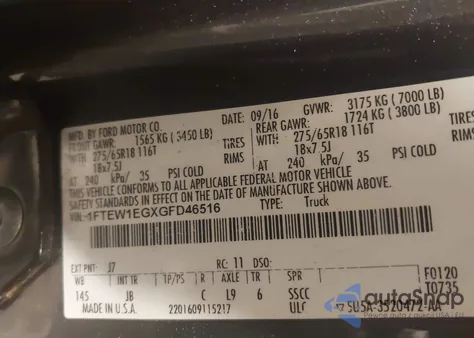 MFD. BY FORD MOTOR CO.
DATE: 09/16 GVWR: 3175 KG (7000 LB)
FRONT GAWR: 1565 KG (3450 LB) REAR GAWR: 1724 KG (3800 LB)
WITH 275/65R18 116T TIRES WITH 275/65R18 116T TIRES
18x7.5J RIMS 18x7.5J RIMS
AT 240 kPa/ 35 PSI COLD AT 240 kPa/ 35 PSI COLD
THIS VEHICLE CONFORMS TO ALL APPLICABLE FEDERAL MOTOR VEHICLE
SAFETY STANDARDS IN EFFECT ON THE DATE OF MANUFACTURE SHOWN ABOVE.
VIN: 1FTEW1EGXGFD46516 TYPE: Truck
EXT PNT: J7 RC: 11 DSO: F0120
WB INT TR TP/PS R AXLE TR SPR T0735
145 JB C L9 6 SSCC
MADE IN U.S.A. 2201609115217 ULC SU5A-3520472-AA
AutoAstat